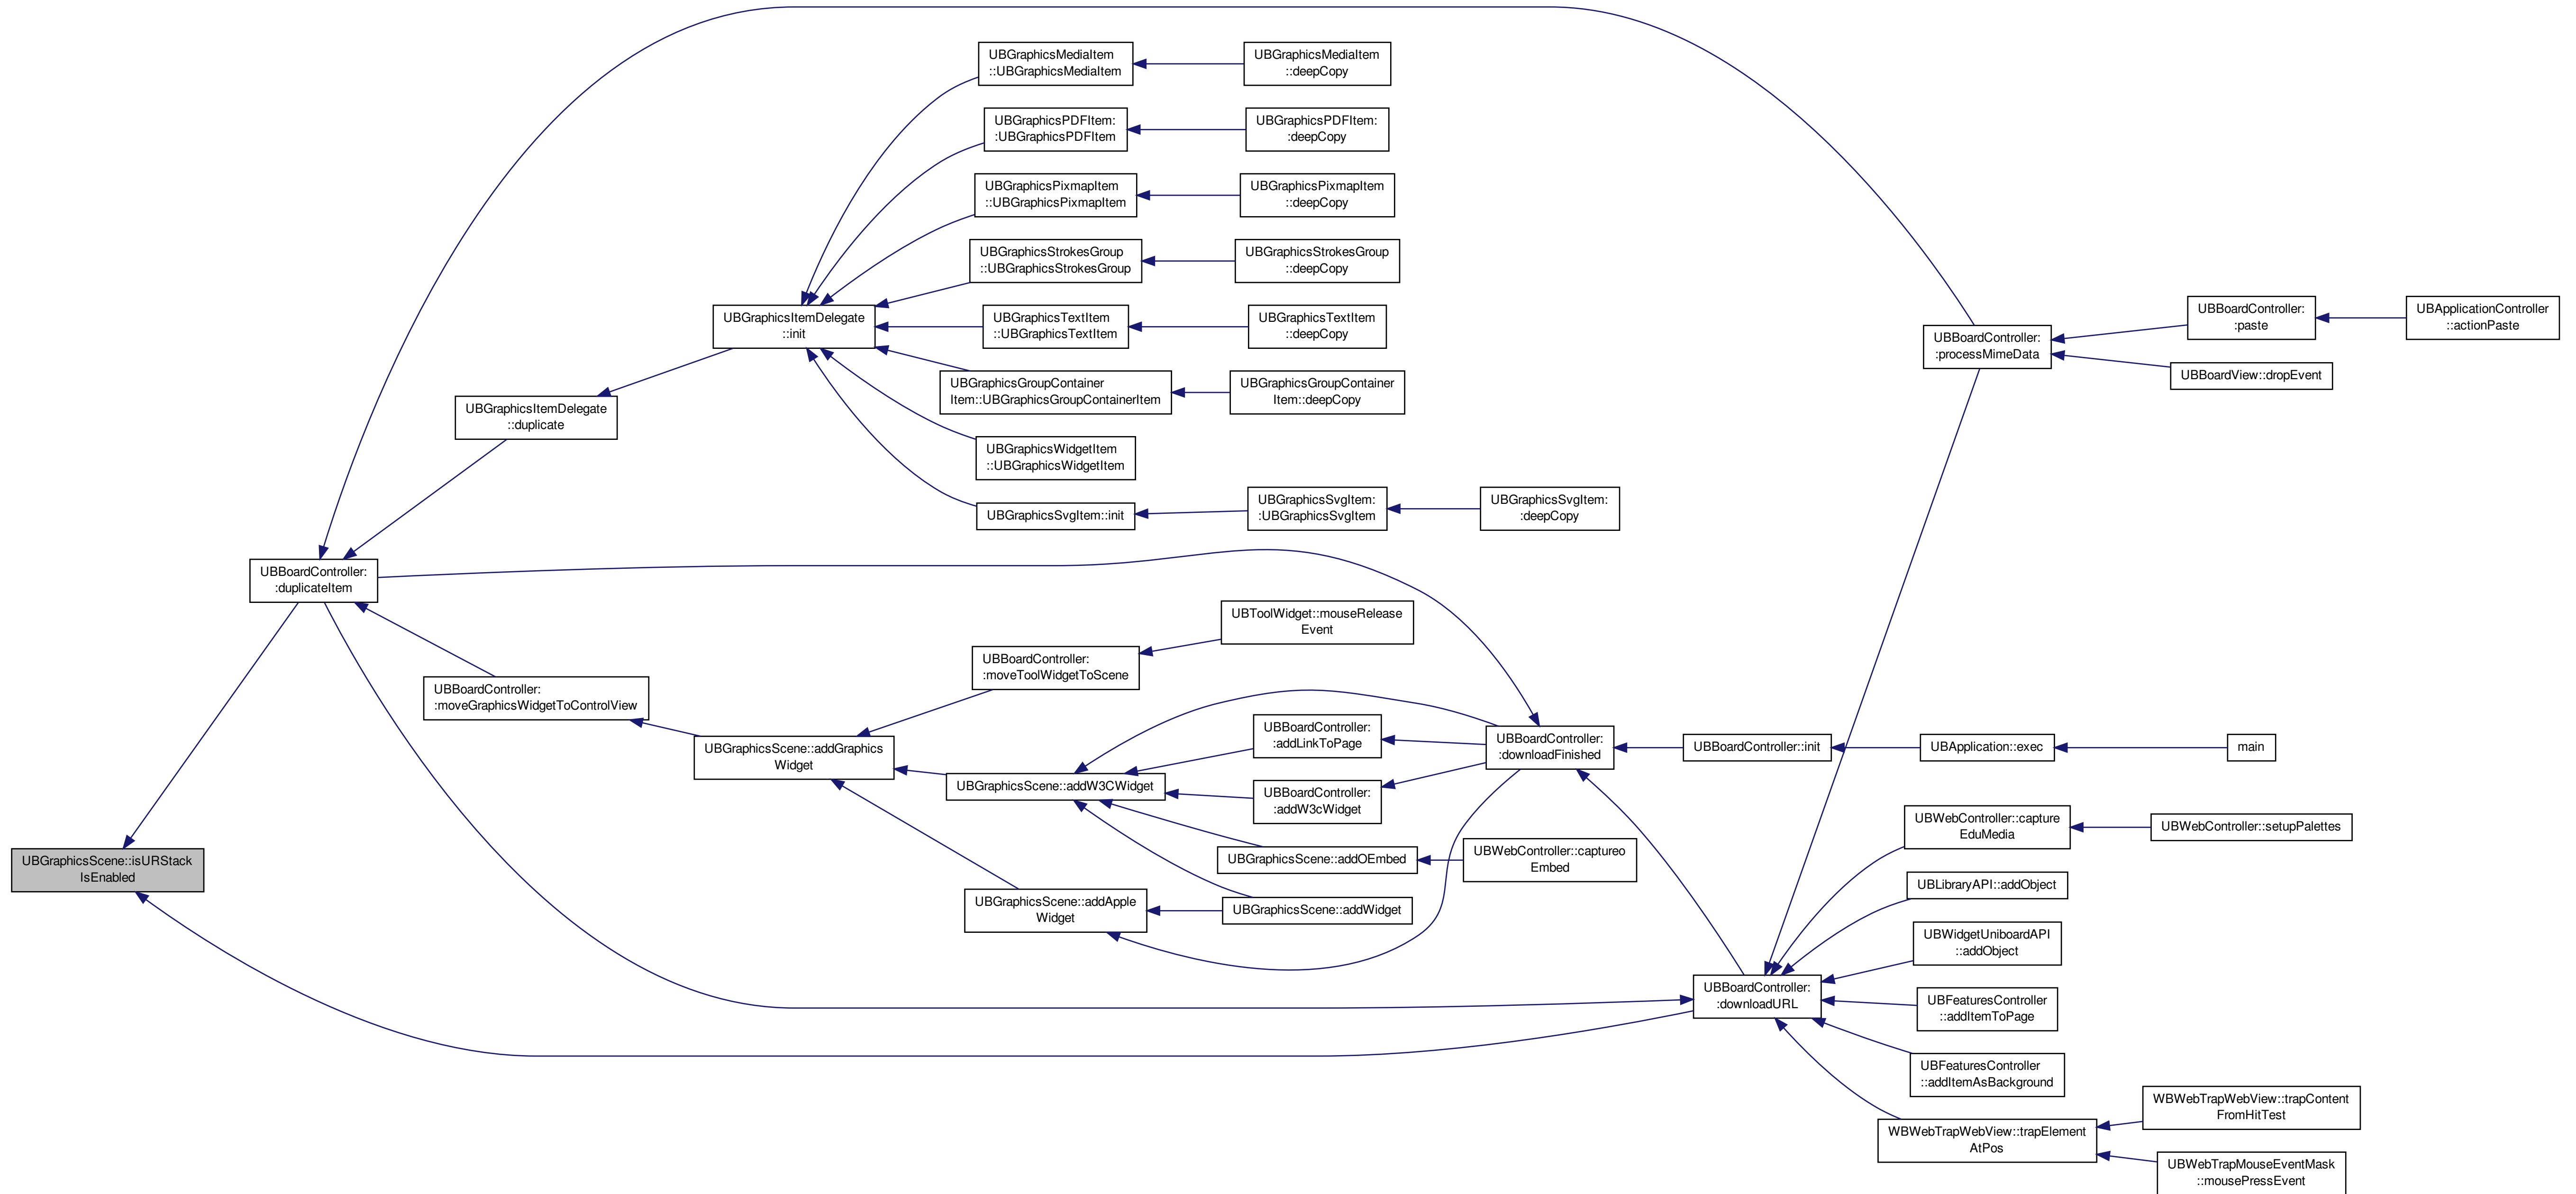 UBGraphicsMediaItem
::UBGraphicsMediaItem
UBGraphicsMediaItem
::deepCopy
UBGraphicsPDFItem:
:UBGraphicsPDFItem
UBGraphicsPDFItem:
:deepCopy
UBGraphicsPixmapItem
::UBGraphicsPixmapItem
UBGraphicsPixmapItem
::deepCopy
UBGraphicsStrokesGroup
::UBGraphicsStrokesGroup
UBGraphicsStrokesGroup
::deepCopy
UBGraphicsItemDelegate
::init
UBGraphicsTextItem
::UBGraphicsTextItem
UBGraphicsTextItem
::deepCopy
UBBoardController:
:processMimeData
UBBoardController:
:paste
UBApplicationController
::actionPaste
UBBoardView::dropEvent
UBGraphicsGroupContainer
Item::UBGraphicsGroupContainerItem
UBGraphicsGroupContainer
Item::deepCopy
UBGraphicsItemDelegate
::duplicate
UBGraphicsWidgetItem
::UBGraphicsWidgetItem
UBGraphicsSvgItem::init
UBGraphicsSvgItem:
:UBGraphicsSvgItem
UBGraphicsSvgItem:
:deepCopy
UBBoardController:
:duplicateItem
UBToolWidget::mouseRelease
Event
UBBoardController:
:moveToolWidgetToScene
UBBoardController:
:moveGraphicsWidgetToControlView
UBGraphicsScene::addGraphics
Widget
UBBoardController:
:addLinkToPage
UBBoardController:
:downloadFinished
UBBoardController::init
UBApplication::exec
main
UBGraphicsScene::addW3CWidget
UBBoardController:
:addW3cWidget
UBWebController::capture
EduMedia
UBWebController::setupPalettes
UBGraphicsScene::isURStack
IsEnabled
UBGraphicsScene::addOEmbed
UBWebController::captureo
Embed
UBLibraryAPI::addObject
UBGraphicsScene::addApple
Widget
UBGraphicsScene::addWidget
UBWidgetUniboardAPI
::addObject
UBBoardController:
:downloadURL
UBFeaturesController
::addItemToPage
UBFeaturesController
::addItemAsBackground
WBWebTrapWebView::trapElement
AtPos
WBWebTrapWebView::trapContent
FromHitTest
UBWebTrapMouseEventMask
::mousePressEvent